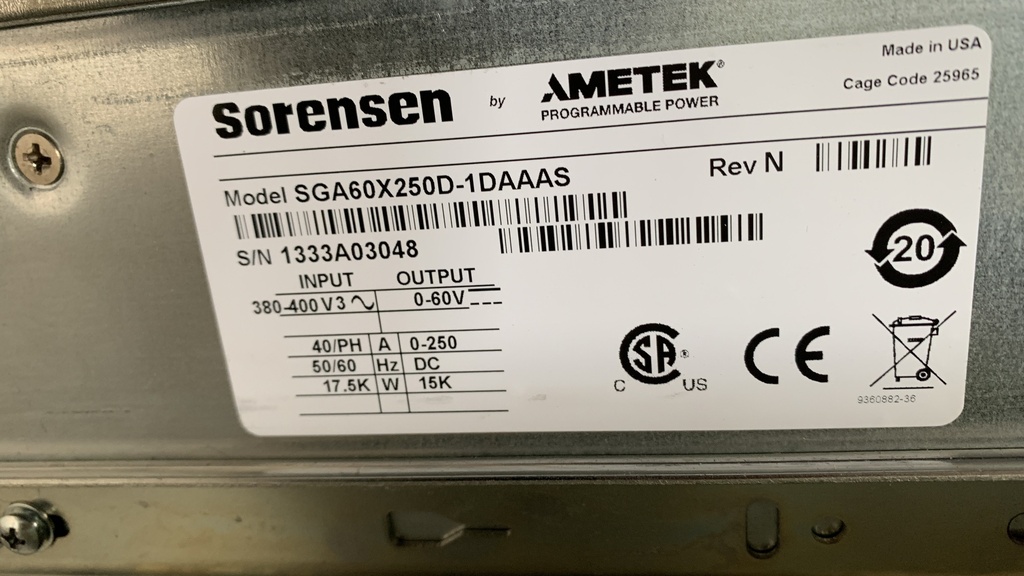 Made in USA
Sorensen by AMETEK®
PROGRAMMABLE POWER
Cage Code 25965
Model SGA60X250D-1DAAAS
Rev N
S/N 1333A03048
INPUT OUTPUT
380-400 V 3 0-60V
40/PH A 0-250
50/60 Hz DC
17.5K W 15K
20
C SA® US
CE
9360882-36